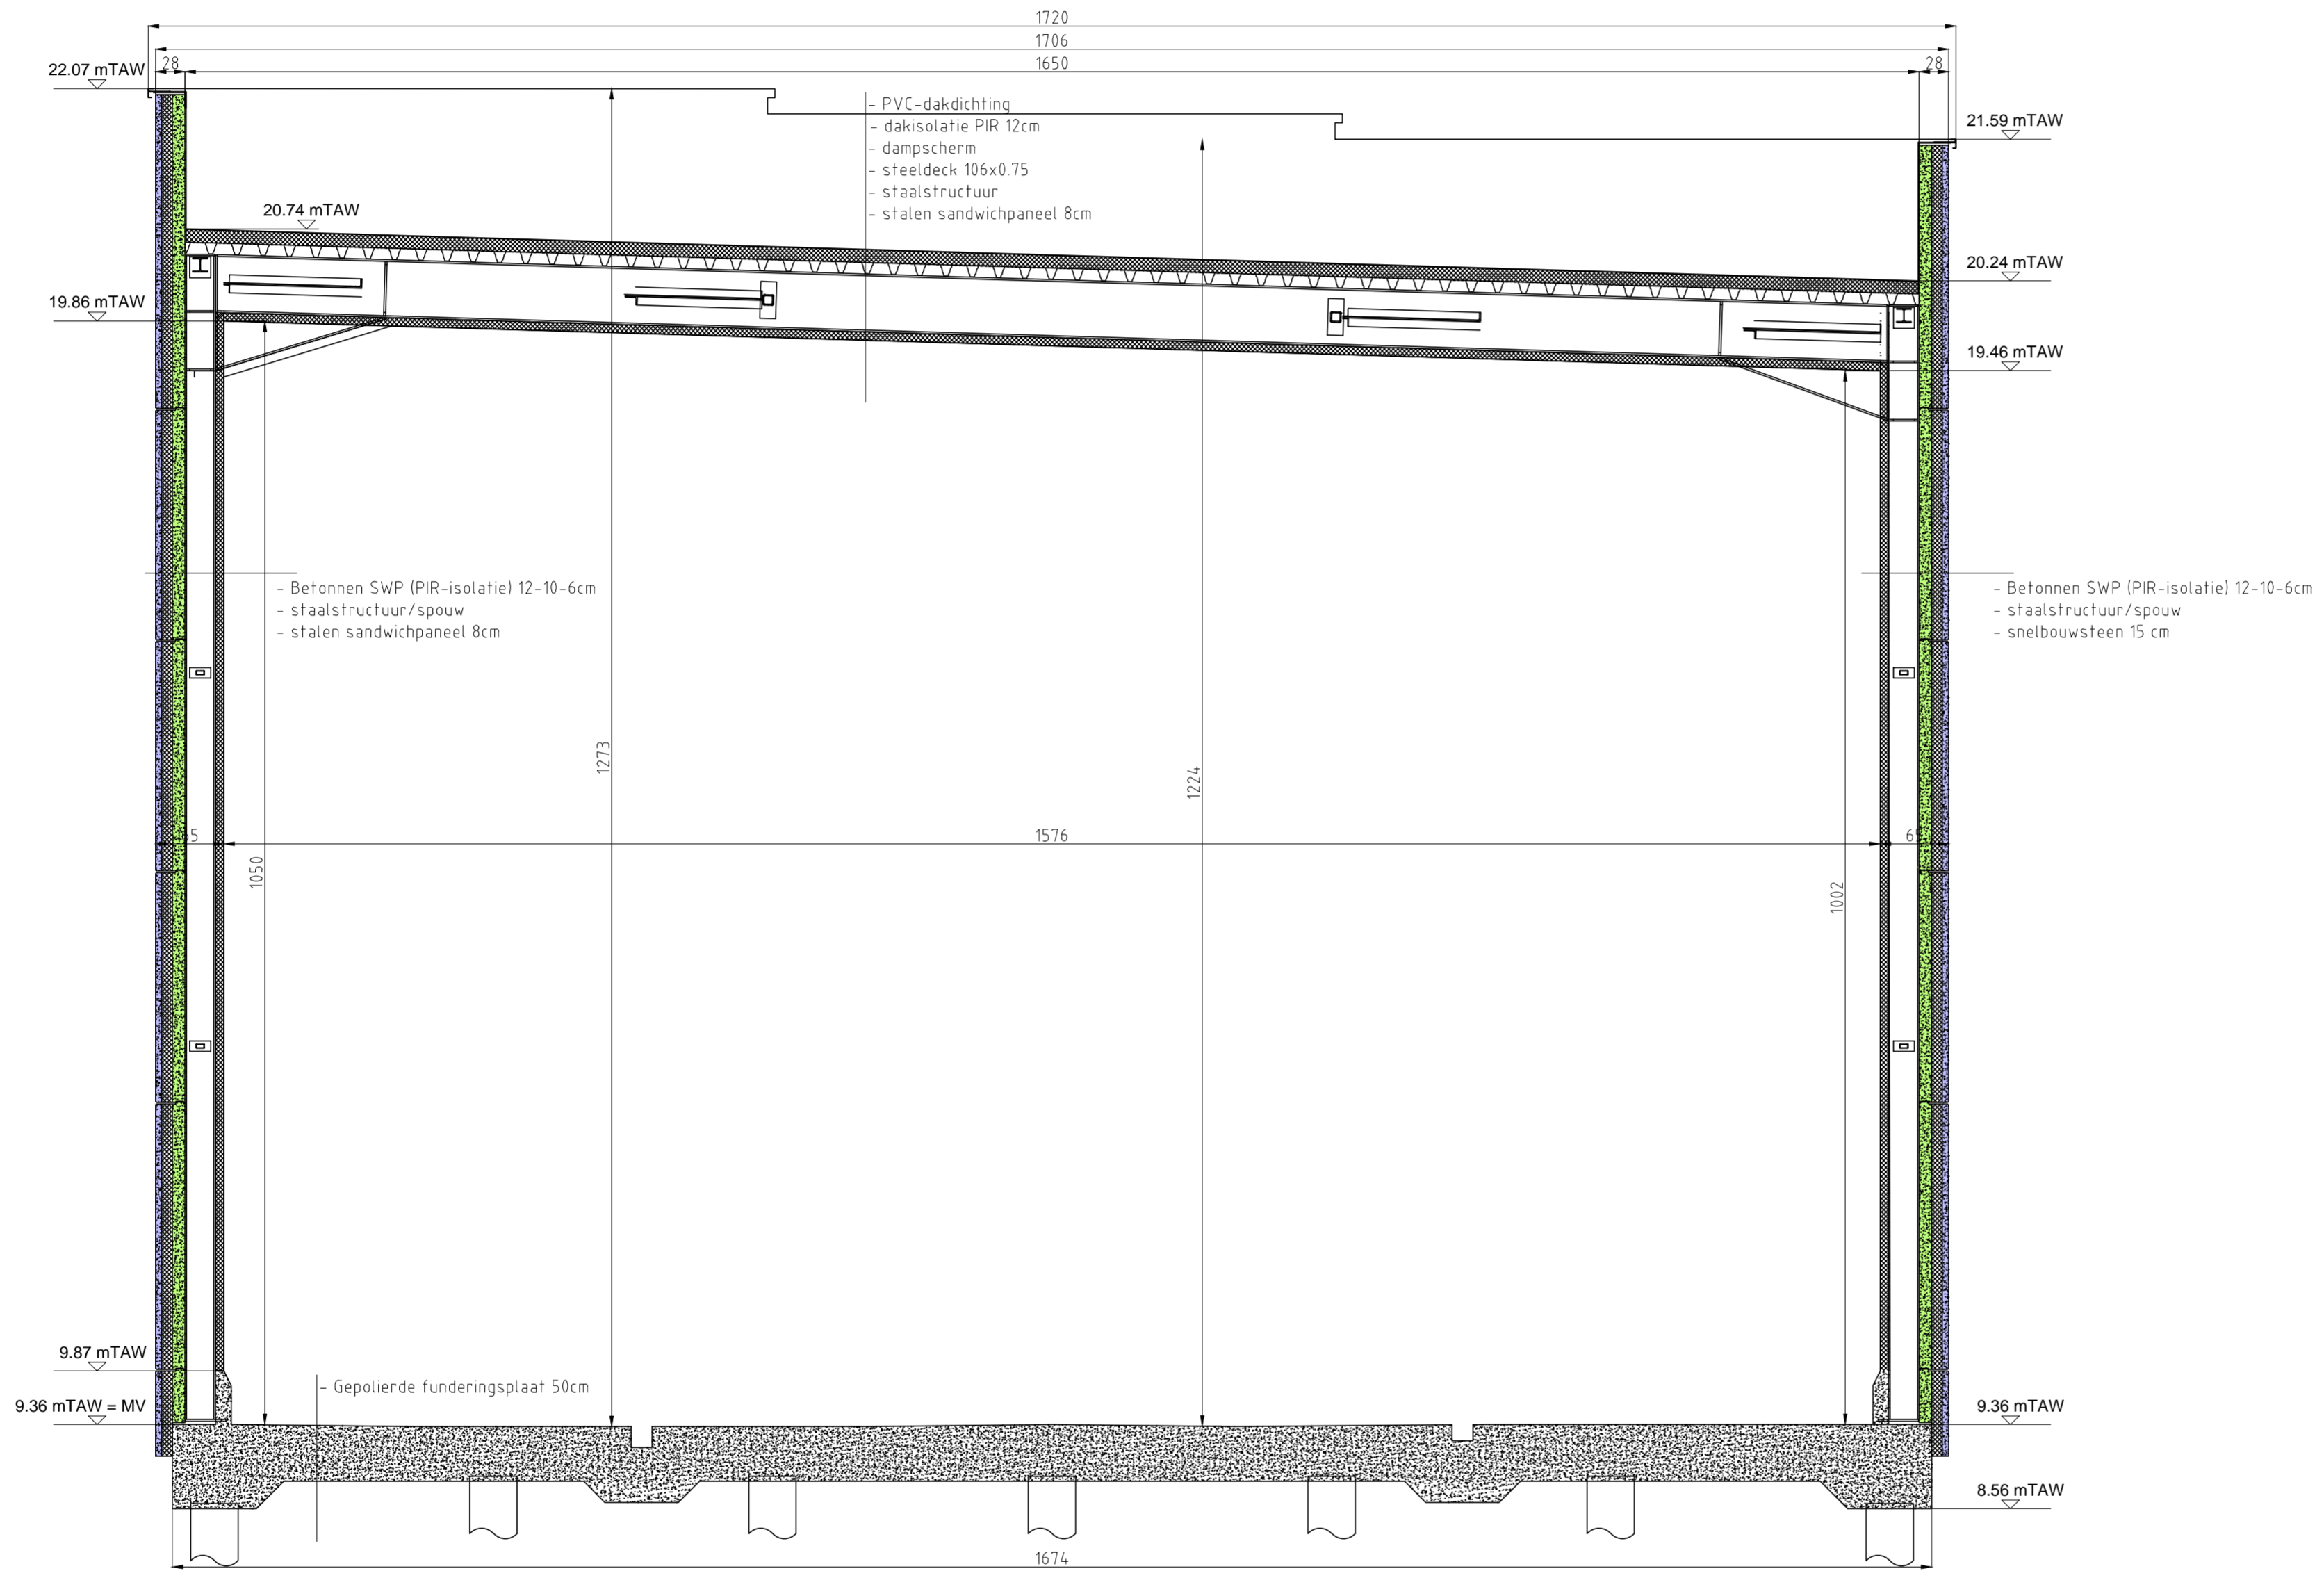 1720
1706
28
1650
28
22.07 mTAW
- PVC-dakdichting
- dakisolatie PIR 12cm
- dampscherm
- steeldeck 106x0.75
- staalstructuur
- stalen sandwichpaneel 8cm
21.59 mTAW
20.74 mTAW
20.24 mTAW
19.86 mTAW
19.46 mTAW
- Betonnen SWP (PIR-isolatie) 12-10-6cm
- staalstructuur/spouw
- stalen sandwichpaneel 8cm
- Betonnen SWP (PIR-isolatie) 12-10-6cm
- staalstructuur/spouw
- snelbouwsteen 15 cm
1273
1224
1576
1050
1002
9.87 mTAW
- Gepolierde funderingsplaat 50cm
9.36 mTAW = MV
9.36 mTAW
8.56 mTAW
1674